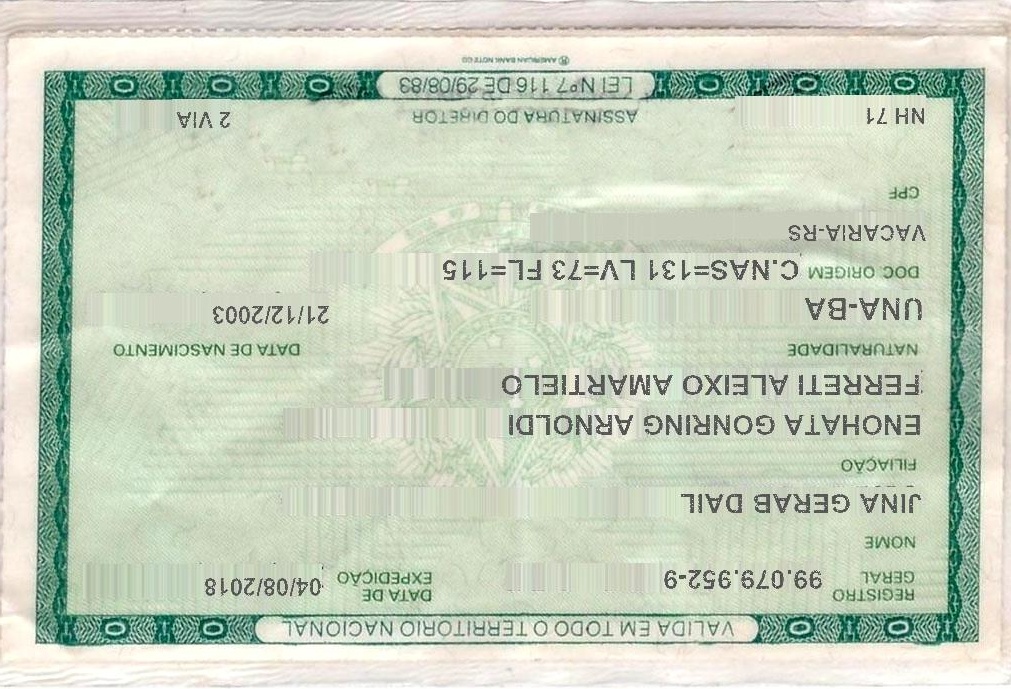 VALIDA EM TODO O TERRITORIO NACIONAL
REGISTRO GERAL 99.079.952-9 DATA DE EXPEDIÇÃO 04/08/2018
NOME
JINA GERAB DAIL
FILIAÇÃO
ENOHATA GONRING ARNOLDI
FERRETI ALEIXO AMARTIELO
NATURALIDADE DATA DE NASCIMENTO
UNA-BA 21/12/2003
DOC ORIGEM C.NAS=131 LV=73 FL=115
VACARIA-RS
CPF
NH 71 2 VIA
ASSINATURA DO DIRETOR
LEI Nº 7.116 DE 29/08/83
AMERICAN BANK NOTE CO